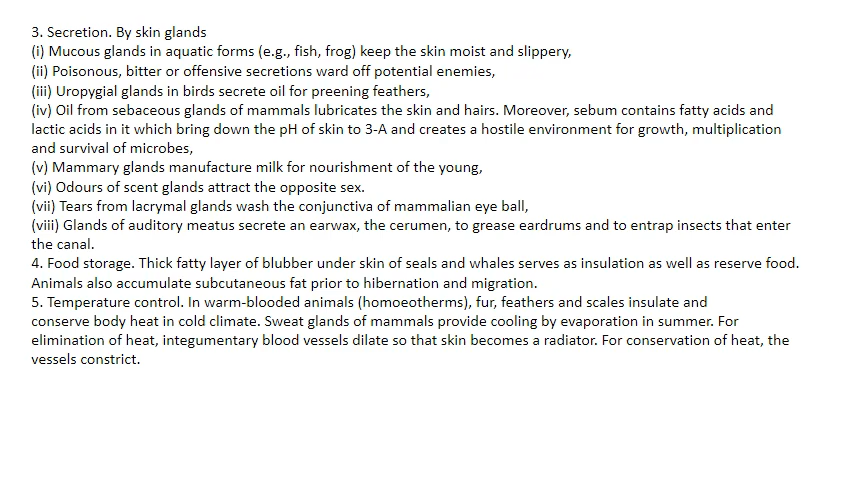 3. Secretion. By skin glands
(i) Mucous glands in aquatic forms (e.g., fish, frog) keep the skin moist and slippery,
(ii) Poisonous, bitter or offensive secretions ward off potential enemies,
(iii) Uropygial glands in birds secrete oil for preening feathers,
(iv) Oil from sebaceous glands of mammals lubricates the skin and hairs. Moreover, sebum contains fatty acids and
lactic acids in it which bring down the pH of skin to 3-A and creates a hostile environment for growth, multiplication
and survival of microbes,
(v) Mammary glands manufacture milk for nourishment of the young,
(vi) Odours of scent glands attract the opposite sex.
(vii) Tears from lacrymal glands wash the conjunctiva of mammalian eye ball,
(viii) Glands of auditory meatus secrete an earwax, the cerumen, to grease eardrums and to entrap insects that enter
the canal.
4. Food storage. Thick fatty layer of blubber under skin of seals and whales serves as insulation as well as reserve food.
Animals also accumulate subcutaneous fat prior to hibernation and migration.
5. Temperature control. In warm-blooded animals (homoeotherms), fur, feathers and scales insulate and
conserve body heat in cold climate. Sweat glands of mammals provide cooling by evaporation in summer. For
elimination of heat, integumentary blood vessels dilate so that skin becomes a radiator. For conservation of heat, the
vessels constrict.